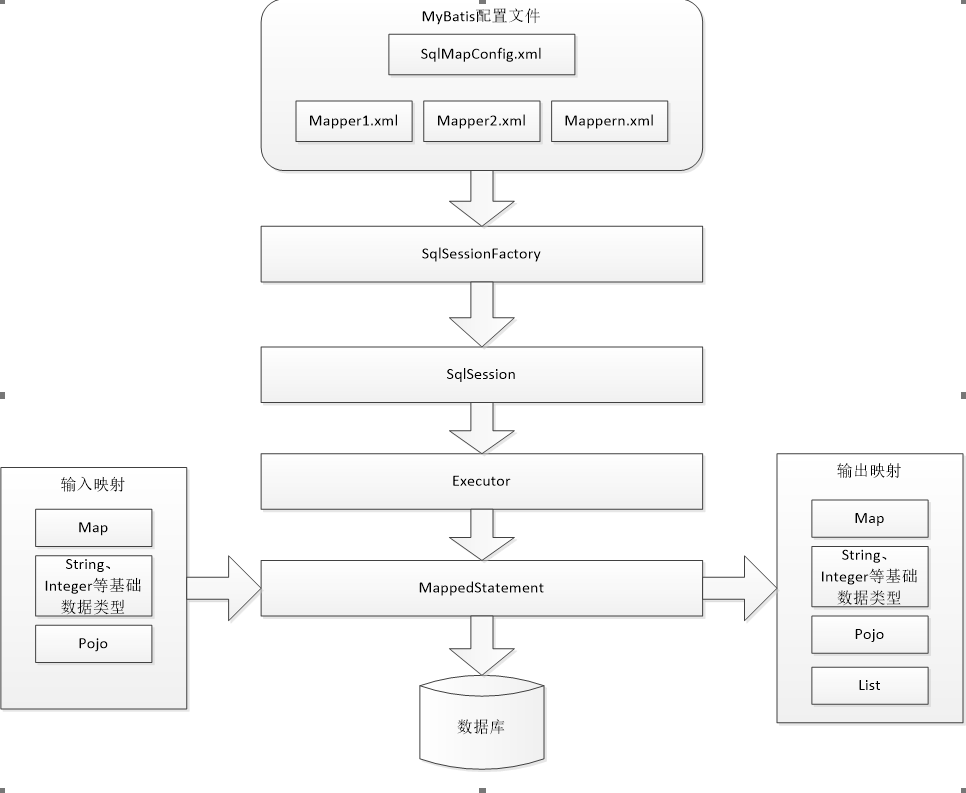 MyBatis配置文件
SqlMapConfig.xml
Mapper1.xml
Mapper2.xml
Mappern.xml
SqlSessionFactory
SqlSession
Executor
输入映射
Map
String、
Integer等基础
数据类型
Pojo
MappedStatement
输出映射
Map
String、
Integer等基础
数据类型
Pojo
List
数据库